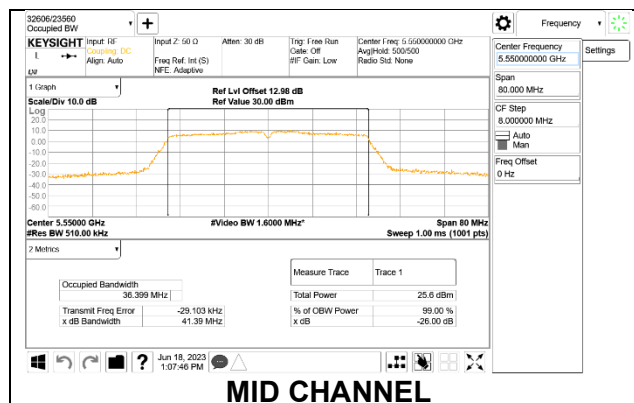 32606/23560
Occupied BW
Frequency
KEYSIGHT
L
Input: RF
Coupling: DC
Align: Auto
Input Z: 50 Ω
Freq Ref: Int (S)
NFE: Adaptive
Atten: 30 dB
Trig: Free Run
Gate: Off
#IF Gain: Low
Center Freq: 5.550000000 GHz
Avg|Hold: 500/500
Radio Std: None
Center Frequency
5.550000000 GHz
Settings
Span
80.000 MHz
CF Step
8.000000 MHz
Auto
Man
Freq Offset
0 Hz
1 Graph
Scale/Div 10.0 dB
Ref Lvl Offset 12.98 dB
Ref Value 30.00 dBm
Log
20.0
10.0
0.00
-10.0
-20.0
-30.0
-40.0
-50.0
-60.0
Center 5.55000 GHz
#Video BW 1.6000 MHz*
Span 80 MHz
#Res BW 510.00 kHz
Sweep 1.00 ms (1001 pts)
2 Metrics
Measure Trace
Trace 1
Occupied Bandwidth
36.399 MHz
Total Power
25.6 dBm
Transmit Freq Error
-29.103 kHz
% of OBW Power
99.00 %
x dB Bandwidth
41.39 MHz
x dB
-26.00 dB
?
Jun 18, 2023
1:07:46 PM
MID CHANNEL